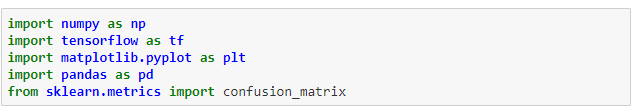 import numpy as np
import tensorflow as tf
import matplotlib.pyplot as plt
import pandas as pd
from sklearn.metrics import confusion_matrix